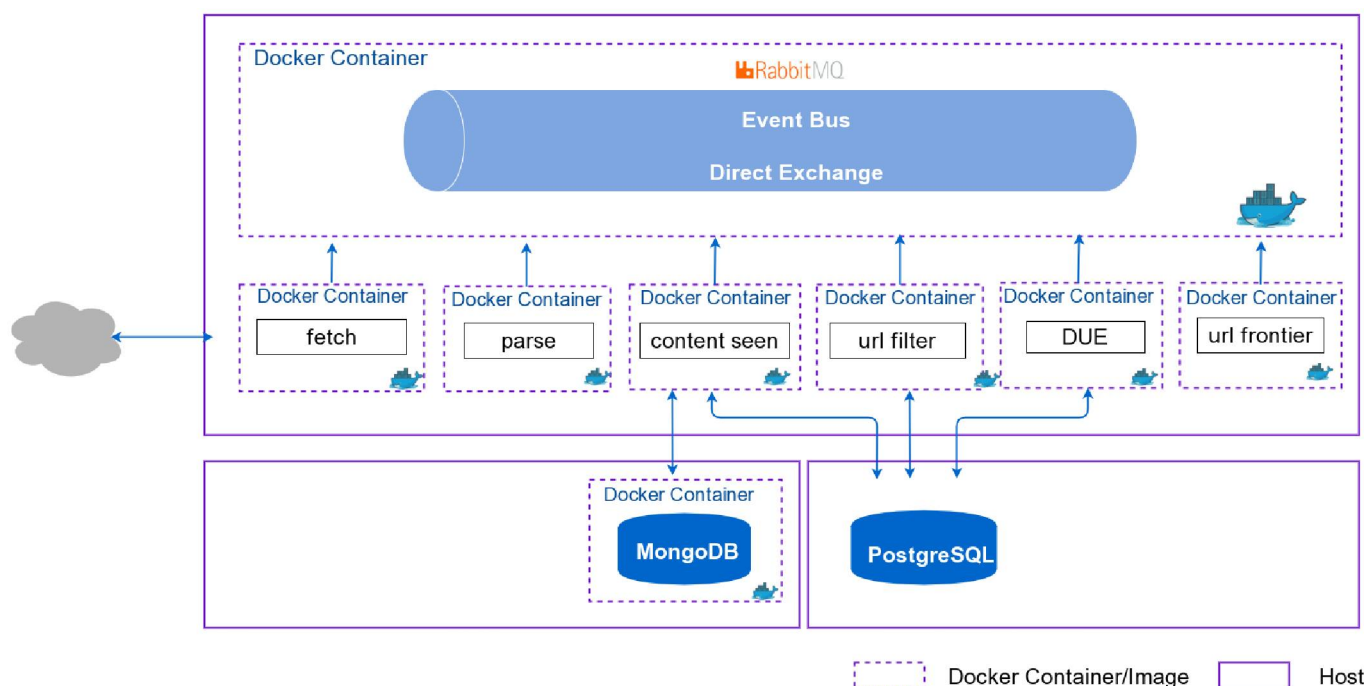 Docker Container
RabbitMQ
Event Bus
Direct Exchange
Docker Container
fetch
Docker Container
parse
Docker Container
content seen
Docker Container
url filter
Docker Container
DUE
Docker Container
url frontier
Docker Container
MongoDB
PostgreSQL
Docker Container/Image
Host